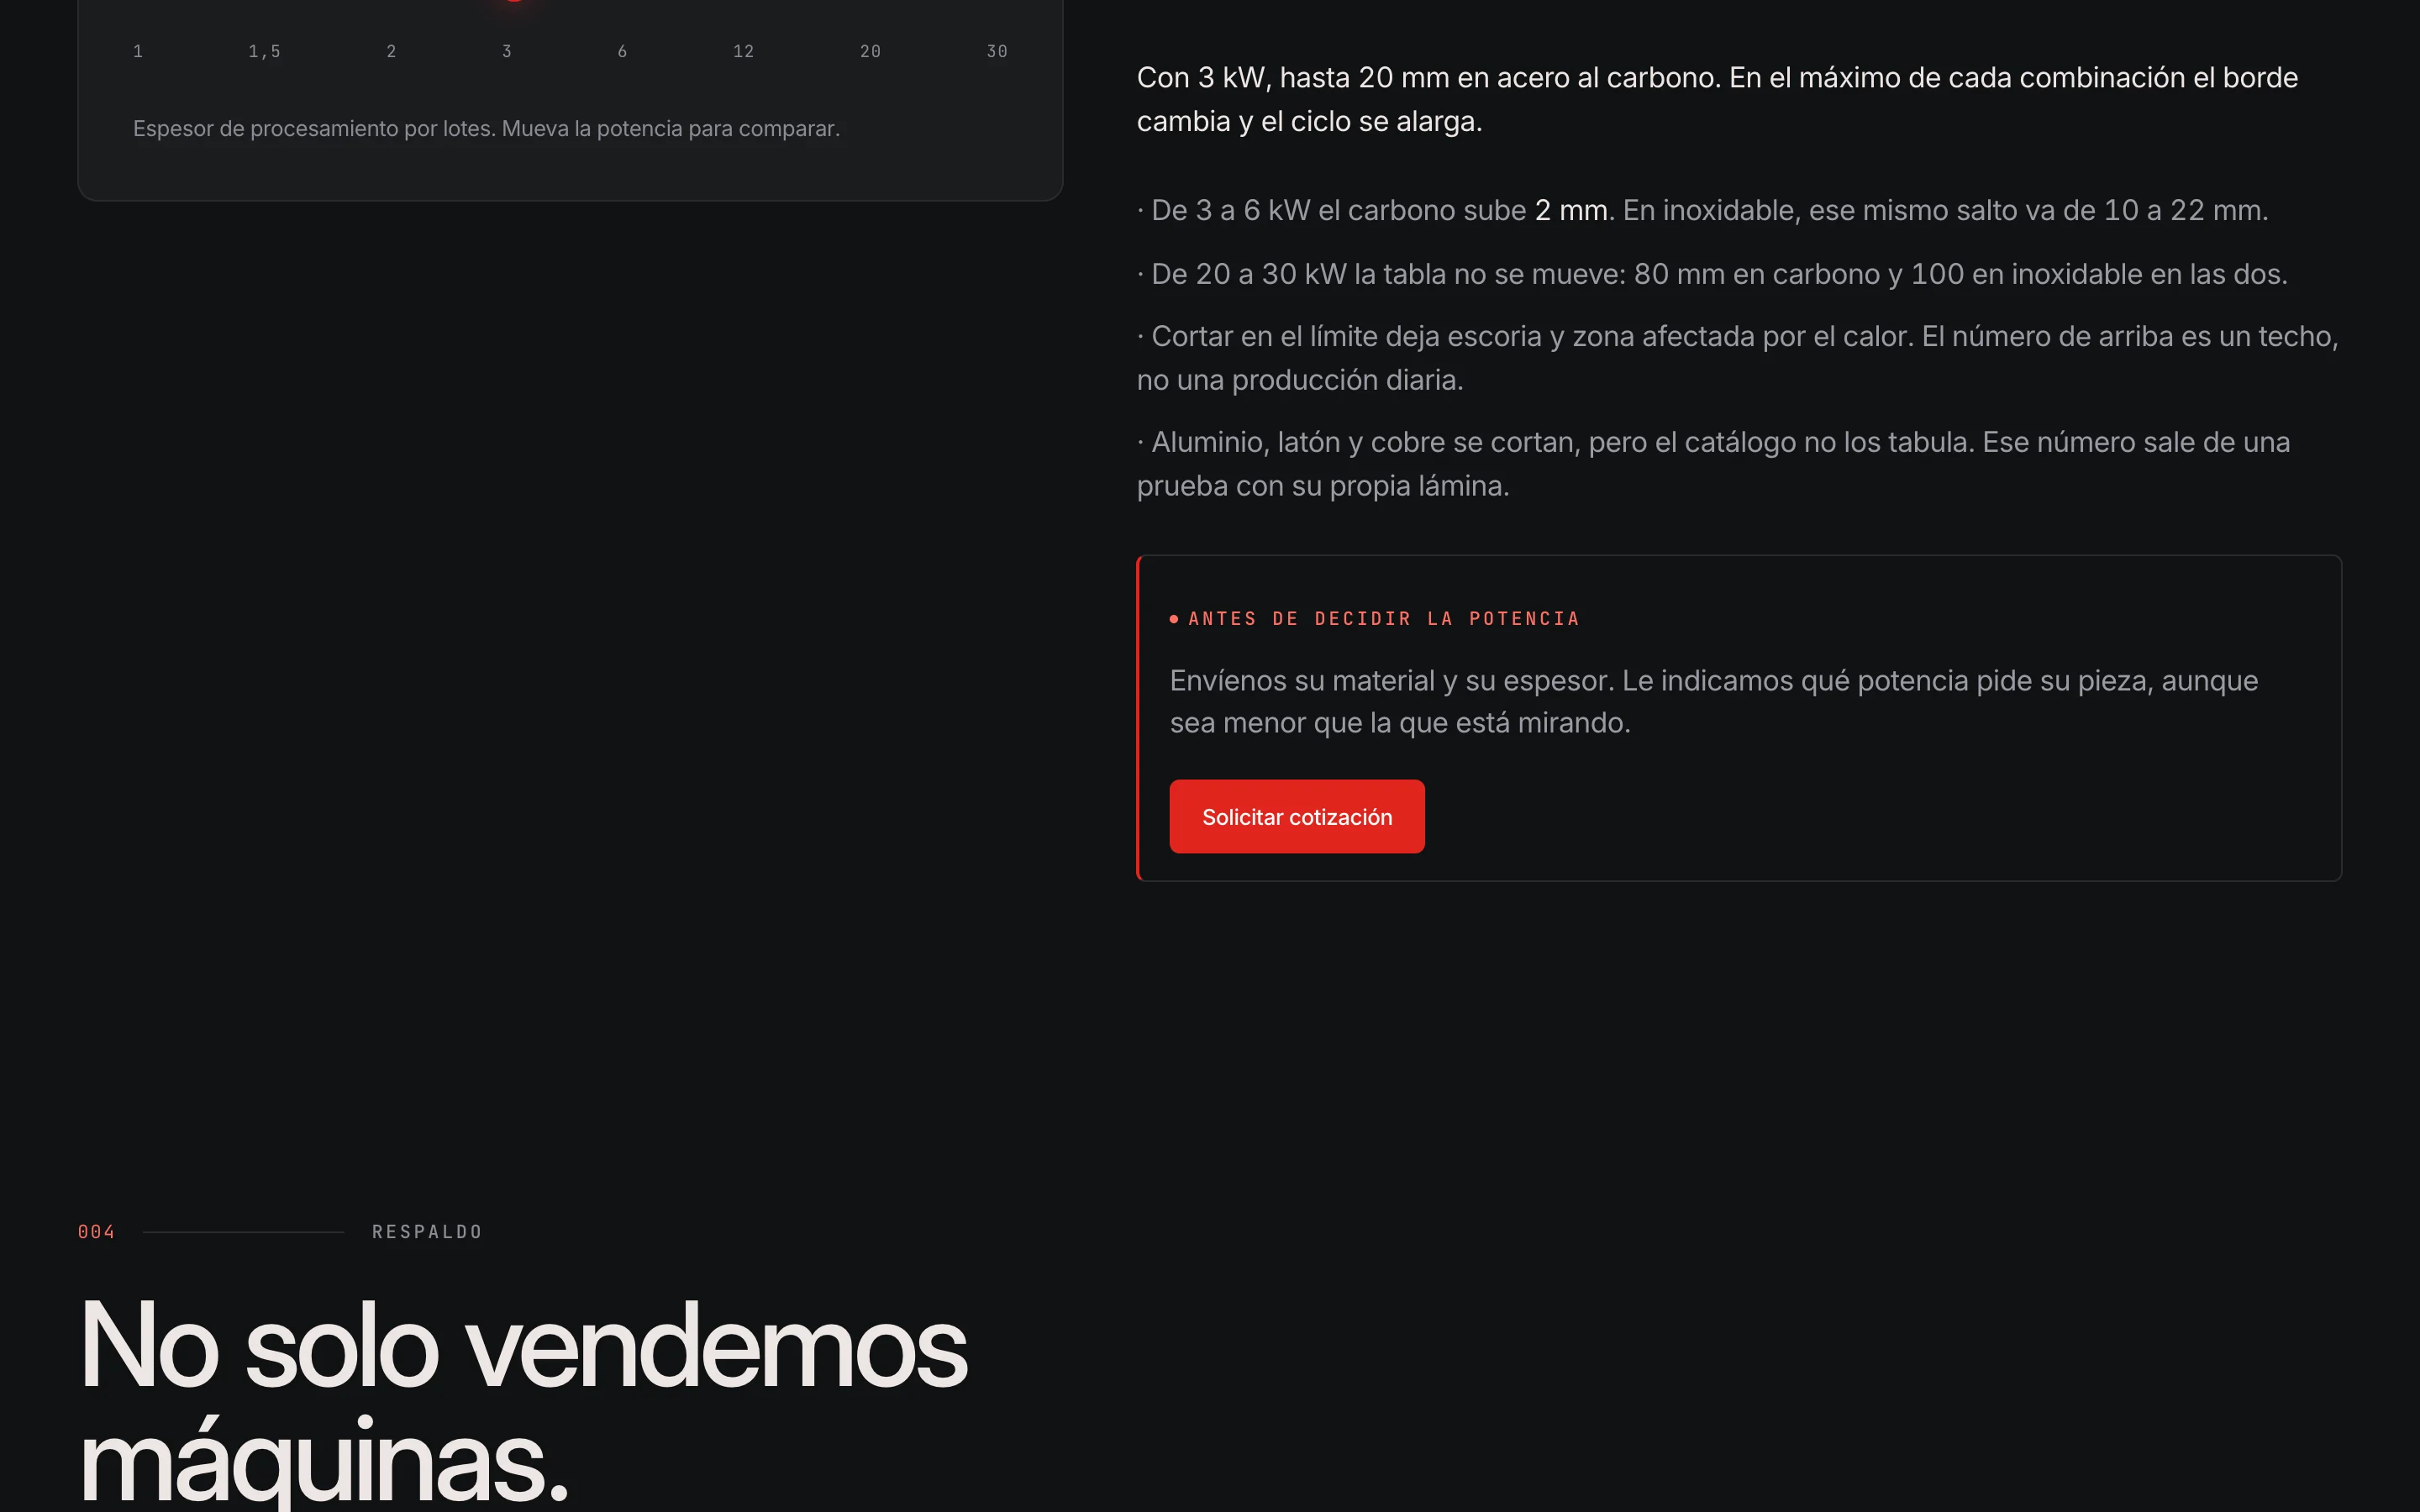 1 1,5 2 3 6 12 20 30
Espesor de procesamiento por lotes. Mueva la potencia para comparar.
Con 3 kW, hasta 20 mm en acero al carbono. En el máximo de cada combinación el borde
cambia y el ciclo se alarga.
· De 3 a 6 kW el carbono sube 2 mm. En inoxidable, ese mismo salto va de 10 a 22 mm.
· De 20 a 30 kW la tabla no se mueve: 80 mm en carbono y 100 en inoxidable en las dos.
· Cortar en el límite deja escoria y zona afectada por el calor. El número de arriba es un techo,
no una producción diaria.
· Aluminio, latón y cobre se cortan, pero el catálogo no los tabula. Ese número sale de una
prueba con su propia lámina.
ANTES DE DECIDIR LA POTENCIA
Envíenos su material y su espesor. Le indicamos qué potencia pide su pieza, aunque
sea menor que la que está mirando.
Solicitar cotización
004 RESPALDO
No solo vendemos
máquinas.